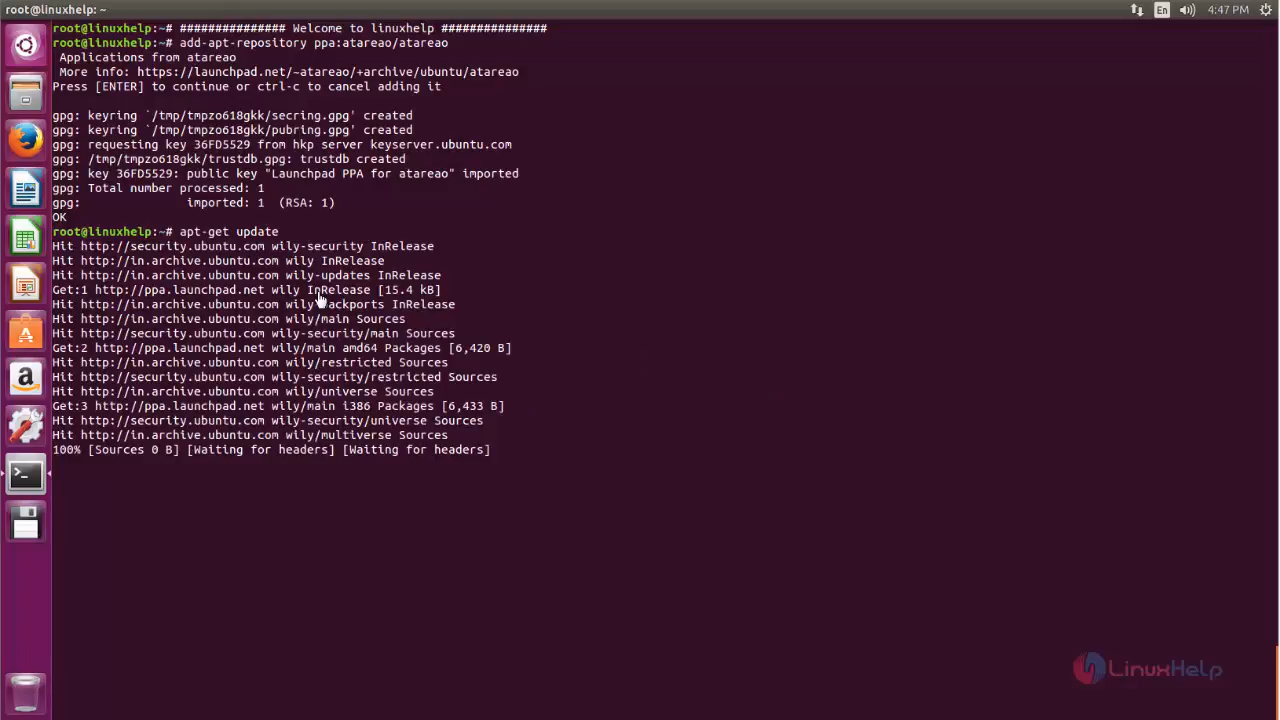 root@linuxhelp: ~
En
4:47 PM
root@linuxhelp:~# ############### Welcome to linuxhelp ###############
root@linuxhelp:~# add-apt-repository ppa:atareao/atareao
 Applications from atareao
 More info: https://launchpad.net/~atareao/+archive/ubuntu/atareao
Press [ENTER] to continue or ctrl-c to cancel adding it
gpg: keyring `/tmp/tmpzo618gkk/secring.gpg' created
gpg: keyring `/tmp/tmpzo618gkk/pubring.gpg' created
gpg: requesting key 36FD5529 from hkp server keyserver.ubuntu.com
gpg: /tmp/tmpzo618gkk/trustdb.gpg: trustdb created
gpg: key 36FD5529: public key "Launchpad PPA for atareao" imported
gpg: Total number processed: 1
gpg:               imported: 1  (RSA: 1)
OK
root@linuxhelp:~# apt-get update
Hit http://security.ubuntu.com wily-security InRelease
Hit http://in.archive.ubuntu.com wily InRelease
Hit http://in.archive.ubuntu.com wily-updates InRelease
Get:1 http://ppa.launchpad.net wily InRelease [15.4 kB]
Hit http://in.archive.ubuntu.com wily-backports InRelease
Hit http://in.archive.ubuntu.com wily/main Sources
Hit http://security.ubuntu.com wily-security/main Sources
Get:2 http://ppa.launchpad.net wily/main amd64 Packages [6,420 B]
Hit http://in.archive.ubuntu.com wily/restricted Sources
Hit http://security.ubuntu.com wily-security/restricted Sources
Hit http://in.archive.ubuntu.com wily/universe Sources
Get:3 http://ppa.launchpad.net wily/main i386 Packages [6,433 B]
Hit http://security.ubuntu.com wily-security/universe Sources
Hit http://in.archive.ubuntu.com wily/multiverse Sources
100% [Sources 0 B] [Waiting for headers] [Waiting for headers]
LinuxHelp